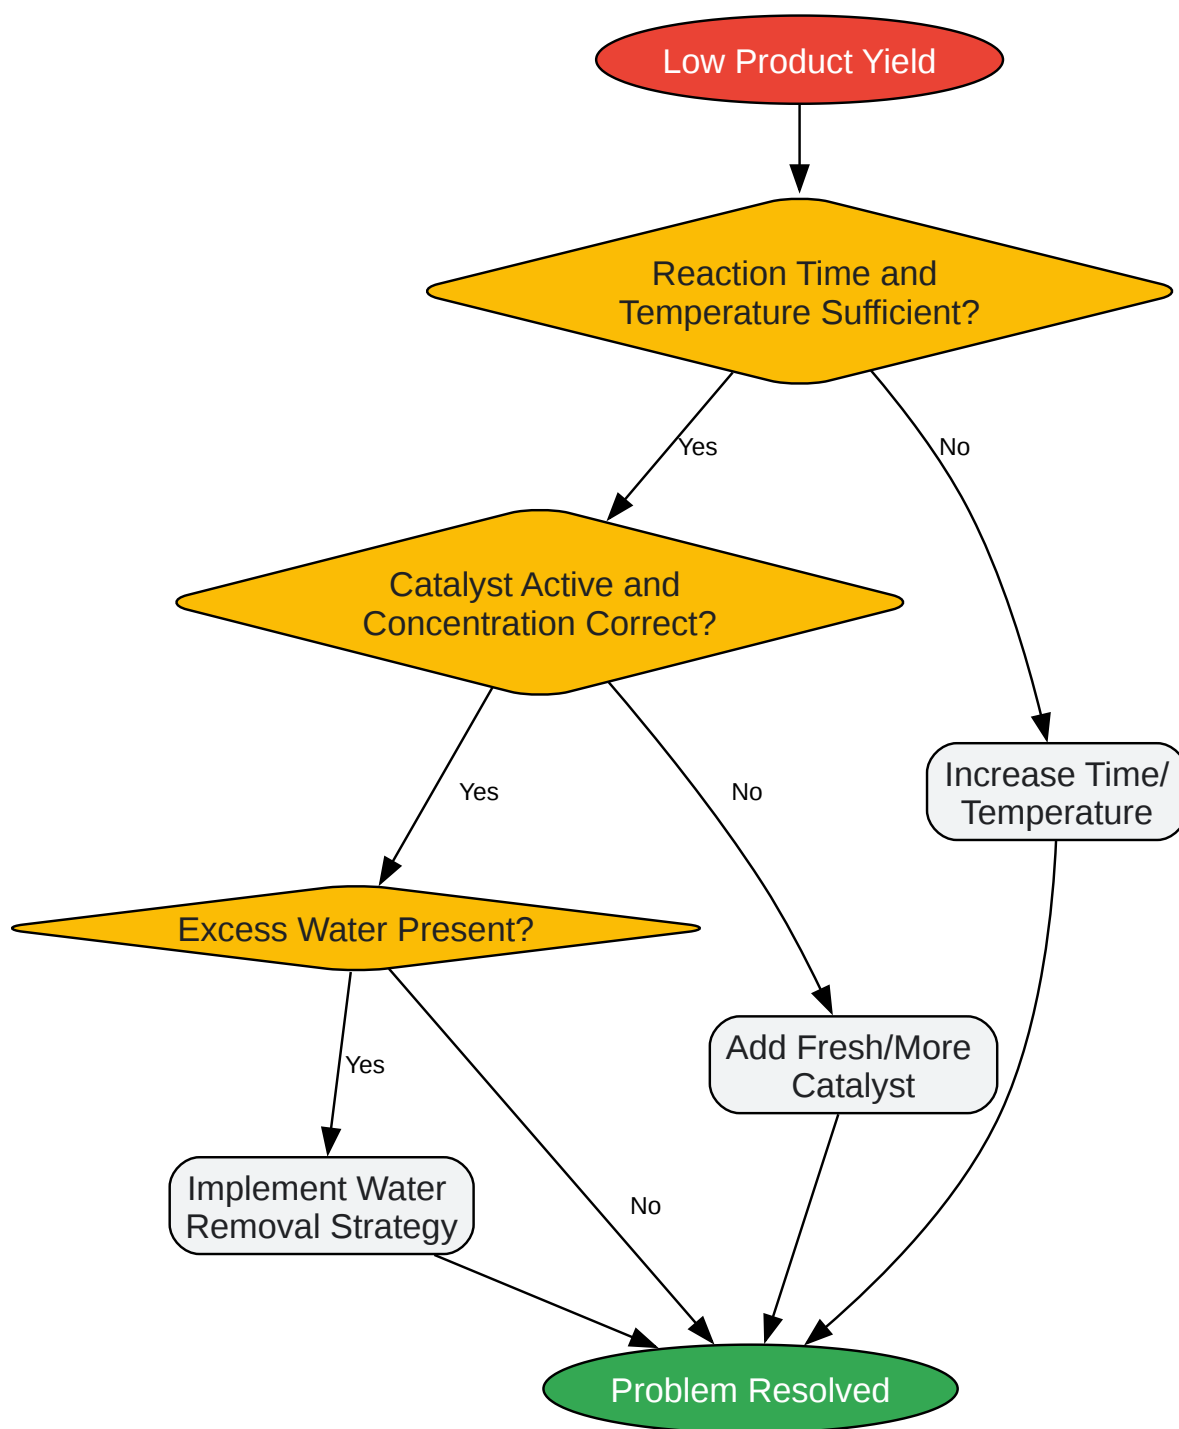 Low Product Yield
Reaction Time and
Temperature Sufficient?
Yes
No
Catalyst Active and
Concentration Correct?
Yes
No
Increase Time/
Temperature
Excess Water Present?
Yes
No
Add Fresh/More
Catalyst
Implement Water
Removal Strategy
Problem Resolved